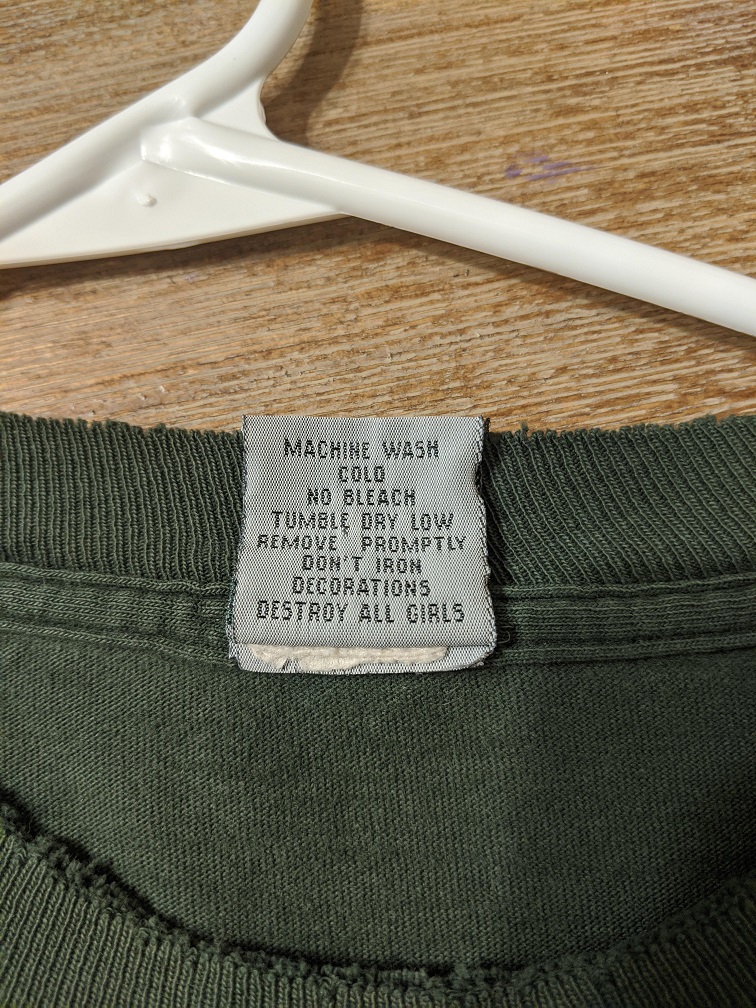 MACHINE WASH
COLD
NO BLEACH
TUMBLE DRY LOW
REMOVE PROMPTLY
DON'T IRON
DECORATIONS
DESTROY ALL GIRLS